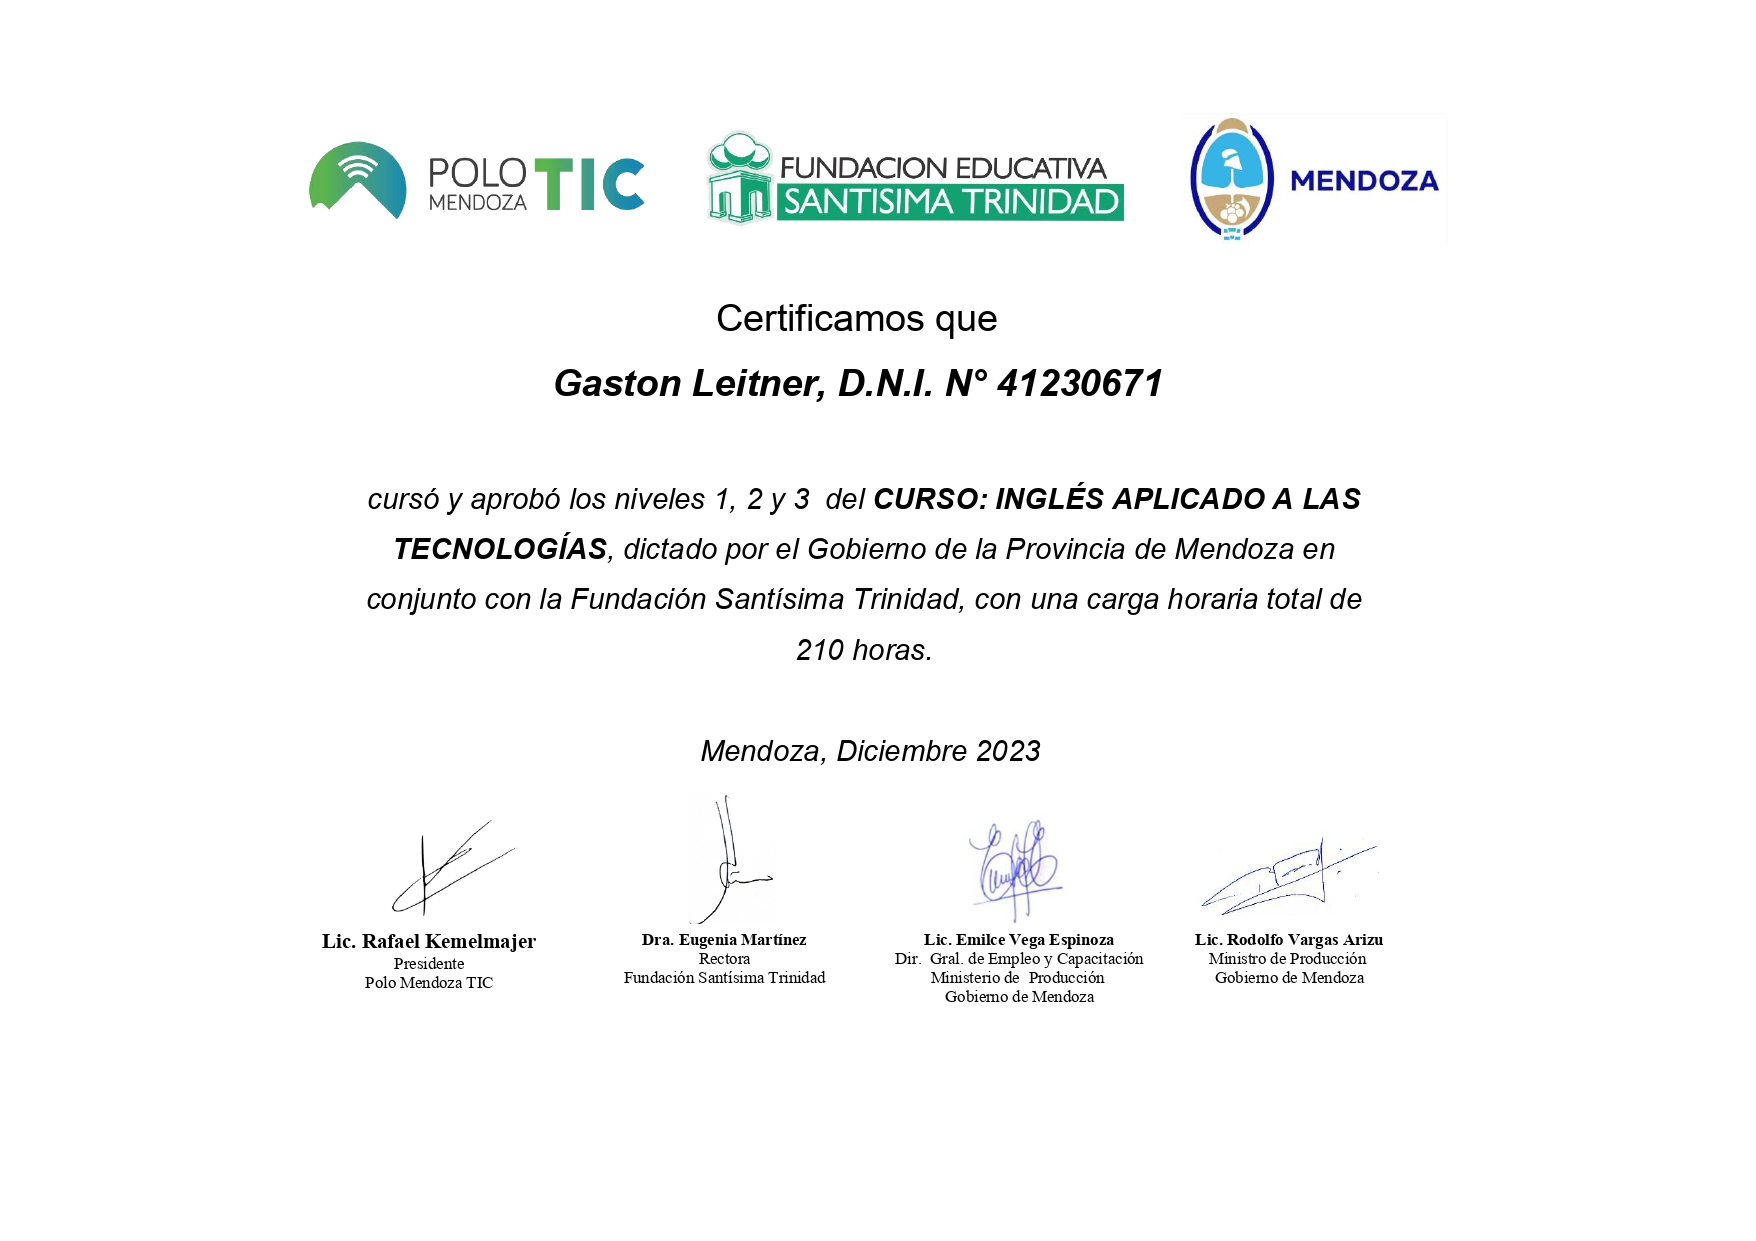 POLO TIC
MENDOZA
FUNDACION EDUCATIVA
SANTISIMA TRINIDAD
MENDOZA
Certificamos que
Gaston Leitner, D.N.I. N° 41230671
cursó y aprobó los niveles 1, 2 y 3  del CURSO: INGLÉS APLICADO A LAS
TECNOLOGÍAS, dictado por el Gobierno de la Provincia de Mendoza en
conjunto con la Fundación Santísima Trinidad, con una carga horaria total de
210 horas.
Mendoza, Diciembre 2023
Lic. Rafael Kemelmajer
Presidente
Polo Mendoza TIC
Dra. Eugenia Martínez
Rectora
Fundación Santísima Trinidad
Lic. Emilce Vega Espinoza
Dir.  Gral. de Empleo y Capacitación
Ministerio de  Producción
Gobierno de Mendoza
Lic. Rodolfo Vargas Arizu
Ministro de Producción
Gobierno de Mendoza